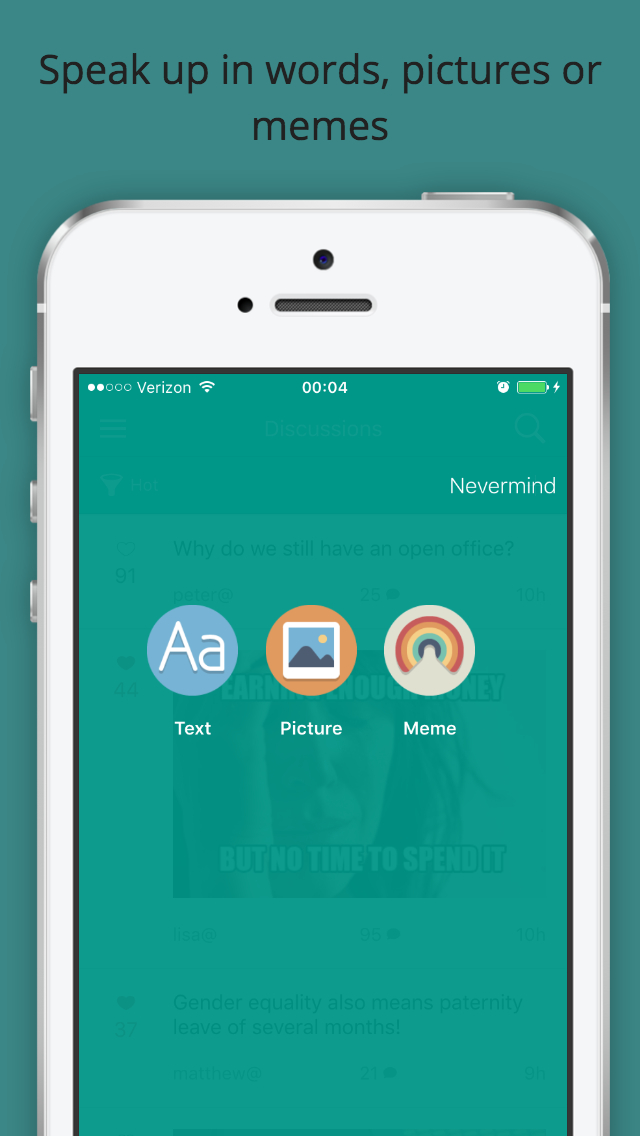 Speak up in words, pictures or
memes
Verizon 00:04
Discussions
Hot
Nevermind
Why do we still have an open office?
91
peter@ 25 10h
44
EARNING ENOUGH MONEY
Aa
Text Picture Meme
BUT NO TIME TO SPEND IT
lisa@ 95 10h
Gender equality also means paternity
37 leave of several months!
matthew@ 21 9h